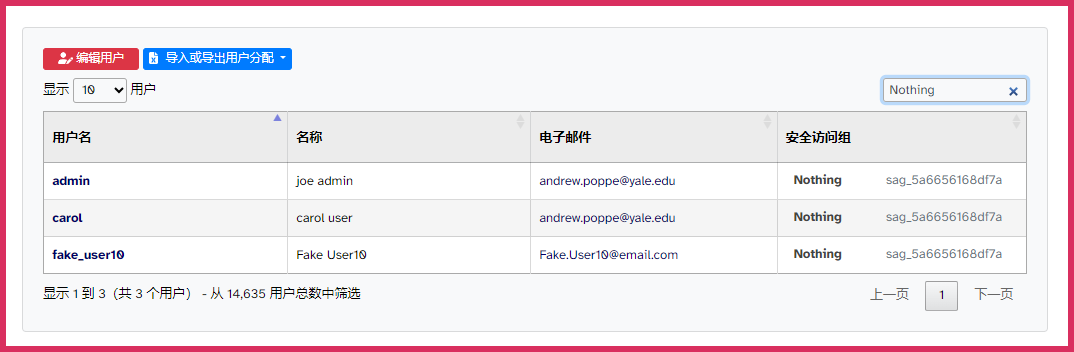 编辑用户 导入或导出用户分配
显示 10 用户 Nothing
用户名 名称 电子邮件 安全访问组
admin joe admin andrew.poppe@yale.edu Nothing sag_5a6656168df7a
carol carol user andrew.poppe@yale.edu Nothing sag_5a6656168df7a
fake_user10 Fake User10 Fake.User10@email.com Nothing sag_5a6656168df7a
显示 1 到 3（共 3 个用户） - 从 14,635 用户总数中筛选 上一页 1 下一页